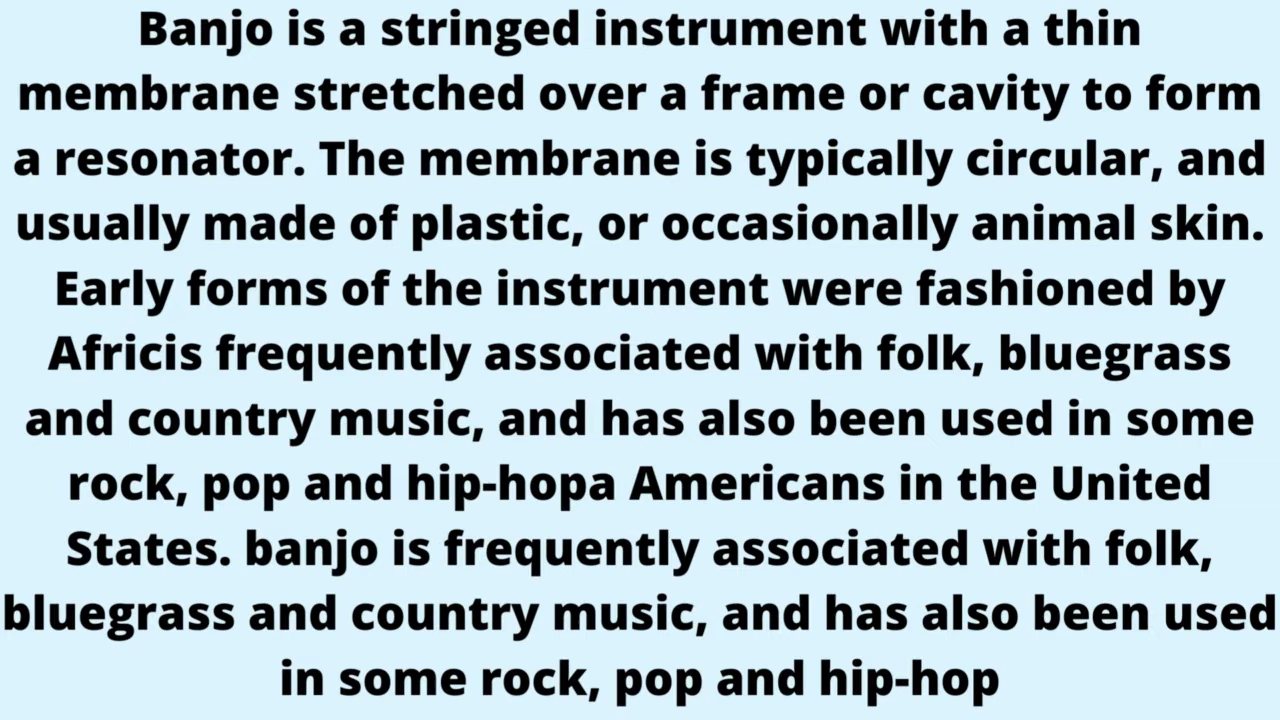 Banjo is a stringed instrument with a thin
membrane stretched over a frame or cavity to form
a resonator. The membrane is typically circular, and
usually made of plastic, or occasionally animal skin.
Early forms of the instrument were fashioned by
Africis frequently associated with folk, bluegrass
and country music, and has also been used in some
rock, pop and hip-hopa Americans in the United
States. banjo is frequently associated with folk,
bluegrass and country music, and has also been used
in some rock, pop and hip-hop